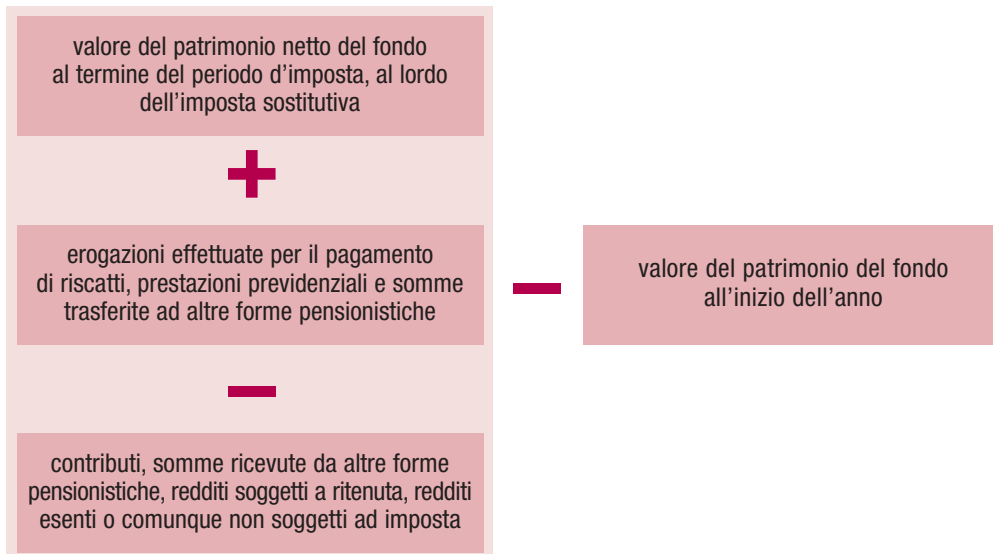 valore del patrimonio netto del fondo
al termine del periodo d’imposta, al lordo
dell’imposta sostitutiva
+
erogazioni effettuate per il pagamento
di riscatti, prestazioni previdenziali e somme
trasferite ad altre forme pensionistiche
–
contributi, somme ricevute da altre forme
pensionistiche, redditi soggetti a ritenuta, redditi
esenti o comunque non soggetti ad imposta
–
valore del patrimonio del fondo
all’inizio dell’anno